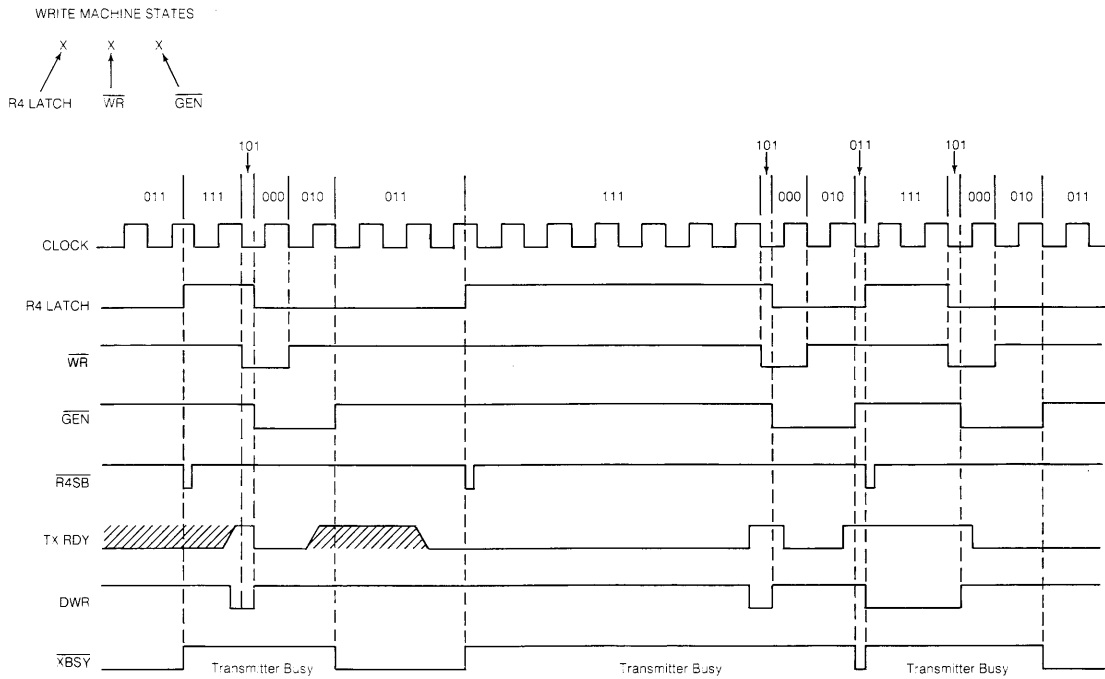 WRITE MACHINE STATES
X X X
R4 LATCH WR GEN
101 101 011 101
011 111 000 010 011 111 000 010 111 000 010 011
CLOCK
R4 LATCH
WR
GEN
R4SB
TX RDY
DWR
XBSY
Transmitter Busy Transmitter Busy Transmitter Busy